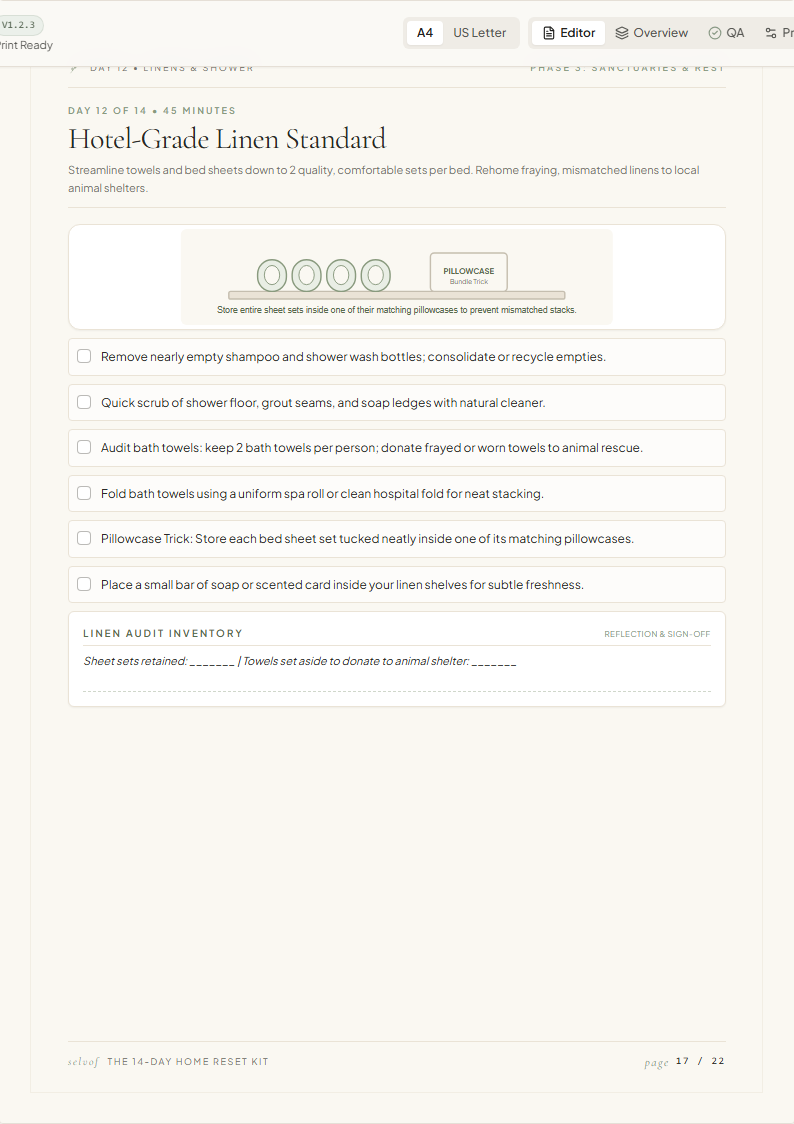 V1.2.3
Print Ready
A4
US Letter
Editor
Overview
QA
DAY 12 • LINENS & SHOWER
PHASE 3: SANCTUARIES & REST
DAY 12 OF 14 • 45 MINUTES
Hotel-Grade Linen Standard
Streamline towels and bed sheets down to 2 quality, comfortable sets per bed. Rehome fraying, mismatched linens to local
animal shelters.
PILLOWCASE
Bundle Trick
Store entire sheet sets inside one of their matching pillowcases to prevent mismatched stacks.
Remove nearly empty shampoo and shower wash bottles; consolidate or recycle empties.
Quick scrub of shower floor, grout seams, and soap ledges with natural cleaner.
Audit bath towels: keep 2 bath towels per person; donate frayed or worn towels to animal rescue.
Fold bath towels using a uniform spa roll or clean hospital fold for neat stacking.
Pillowcase Trick: Store each bed sheet set tucked neatly inside one of its matching pillowcases.
Place a small bar of soap or scented card inside your linen shelves for subtle freshness.
LINEN AUDIT INVENTORY
REFLECTION & SIGN-OFF
Sheet sets retained: _______ | Towels set aside to donate to animal shelter: _______
selvof THE 14-DAY HOME RESET KIT
page 17 / 22